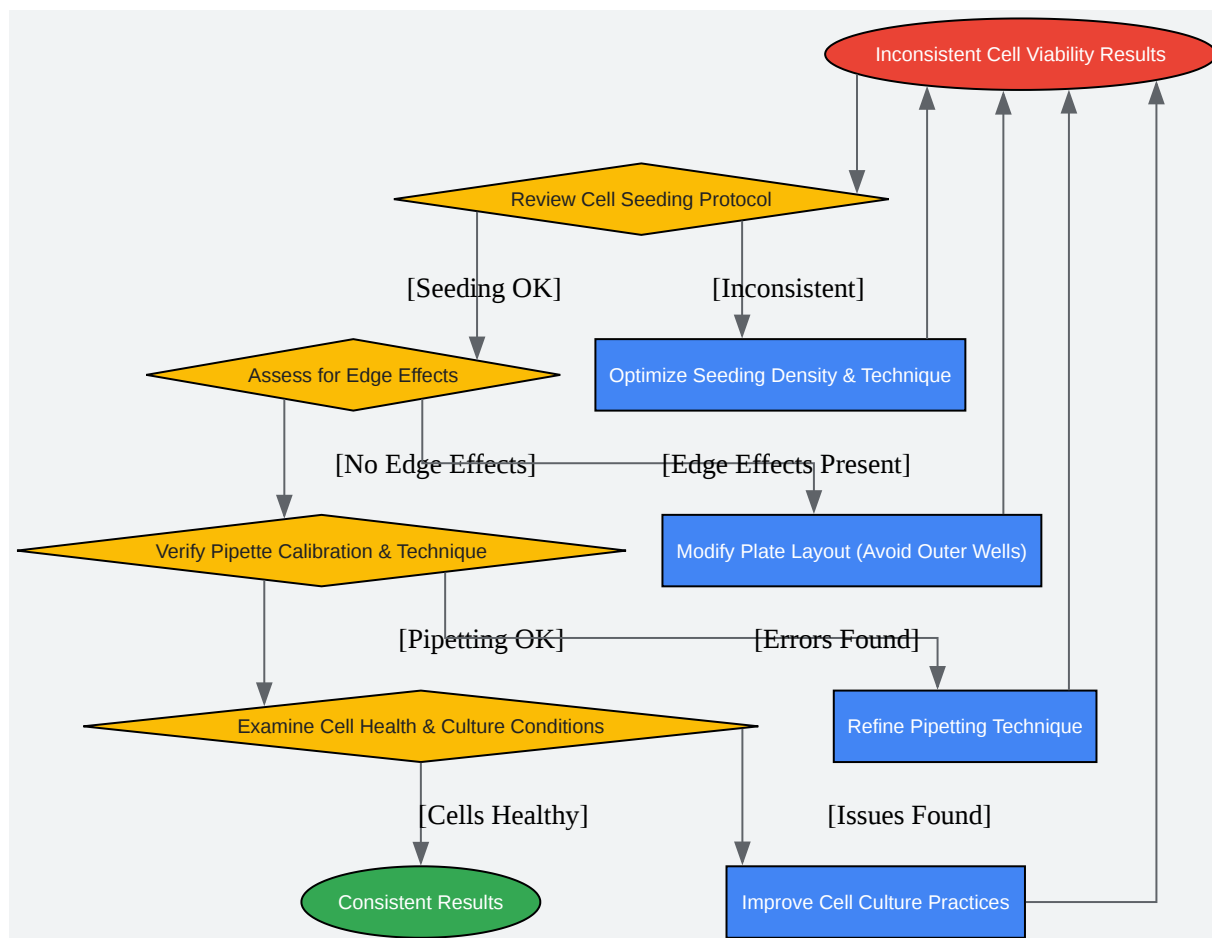 Inconsistent Cell Viability Results
Review Cell Seeding Protocol
[Seeding OK]
[Inconsistent]
Assess for Edge Effects
Optimize Seeding Density & Technique
[No Edge Effects]
[Edge Effects Present]
Verify Pipette Calibration & Technique
Modify Plate Layout (Avoid Outer Wells)
[Pipetting OK]
[Errors Found]
Examine Cell Health & Culture Conditions
Refine Pipetting Technique
[Cells Healthy]
[Issues Found]
Consistent Results
Improve Cell Culture Practices